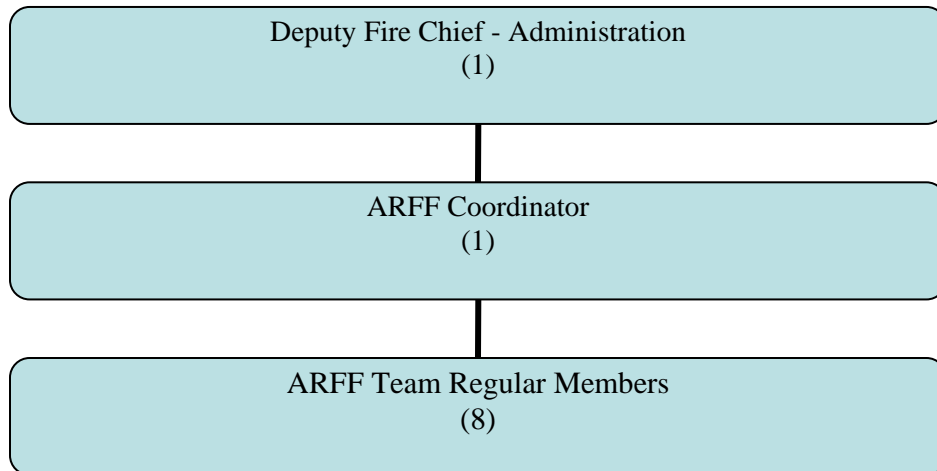 Deputy Fire Chief - Administration
(1)
ARFF Coordinator
(1)
ARFF Team Regular Members
(8)